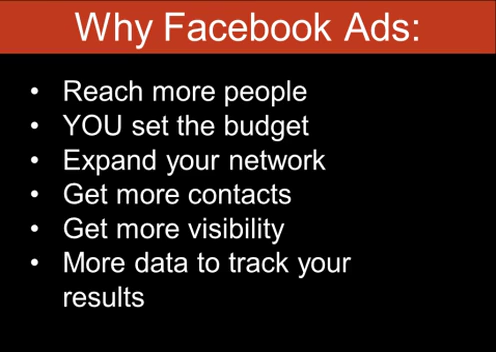 Why Facebook Ads:
• Reach more people
• YOU set the budget
• Expand your network
• Get more contacts
• Get more visibility
• More data to track your
results